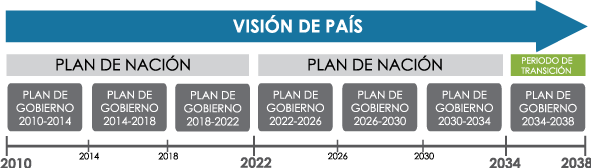 VISIÓN DE PAÍS
PLAN DE NACIÓN
PLAN DE NACIÓN
PERIODO DE
TRANSICIÓN
PLAN DE
GOBIERNO
2010-2014
PLAN DE
GOBIERNO
2014-2018
PLAN DE
GOBIERNO
2018-2022
PLAN DE
GOBIERNO
2022-2026
PLAN DE
GOBIERNO
2026-2030
PLAN DE
GOBIERNO
2030-2034
PLAN DE
GOBIERNO
2034-2038
2010 2014 2018 2022 2026 2030 2034 2038